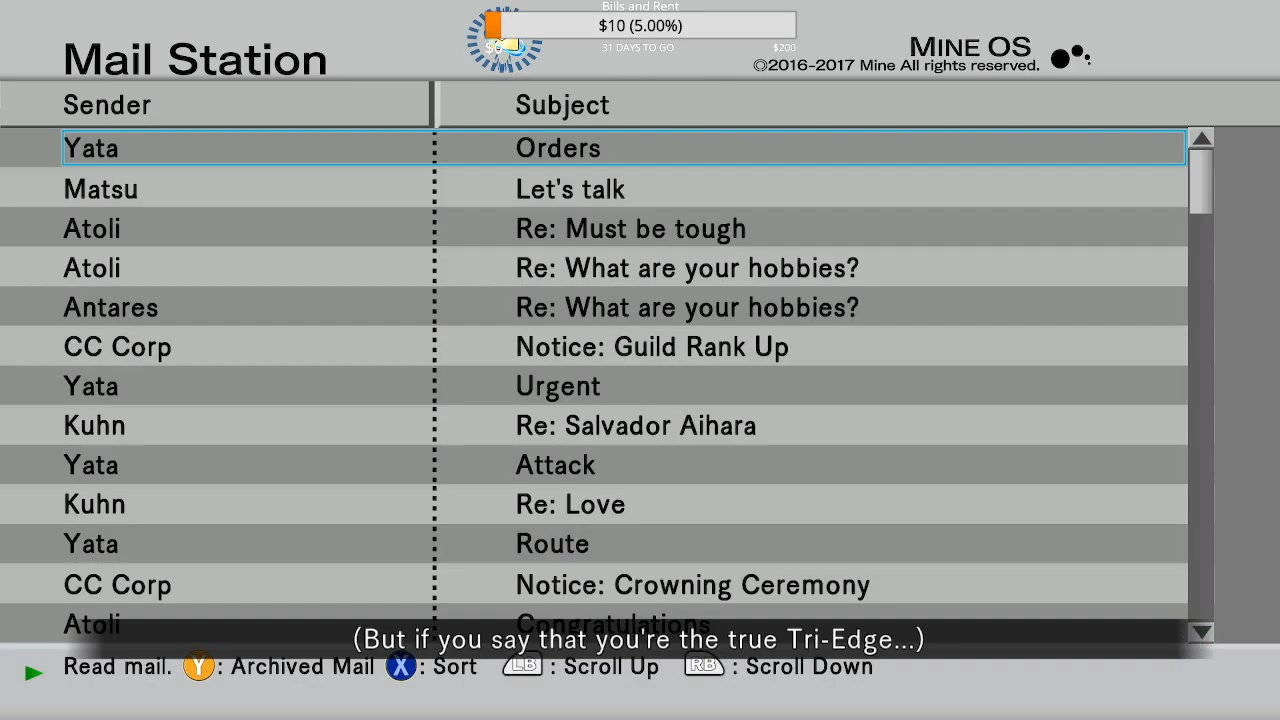 Bills and Rent
$10 (5.00%)
$0
31 DAYS TO GO
$200
Mail Station
MINE OS
©2016-2017 Mine All rights reserved.
Sender Subject
Yata Orders
Matsu Let's talk
Atoli Re: Must be tough
Atoli Re: What are your hobbies?
Antares Re: What are your hobbies?
CC Corp Notice: Guild Rank Up
Yata Urgent
Kuhn Re: Salvador Aihara
Yata Attack
Kuhn Re: Love
Yata Route
CC Corp Notice: Crowning Ceremony
Atoli Congratulations
(But if you say that you're the true Tri-Edge...)
Read mail. Y: Archived Mail X: Sort LB : Scroll Up RB : Scroll Down